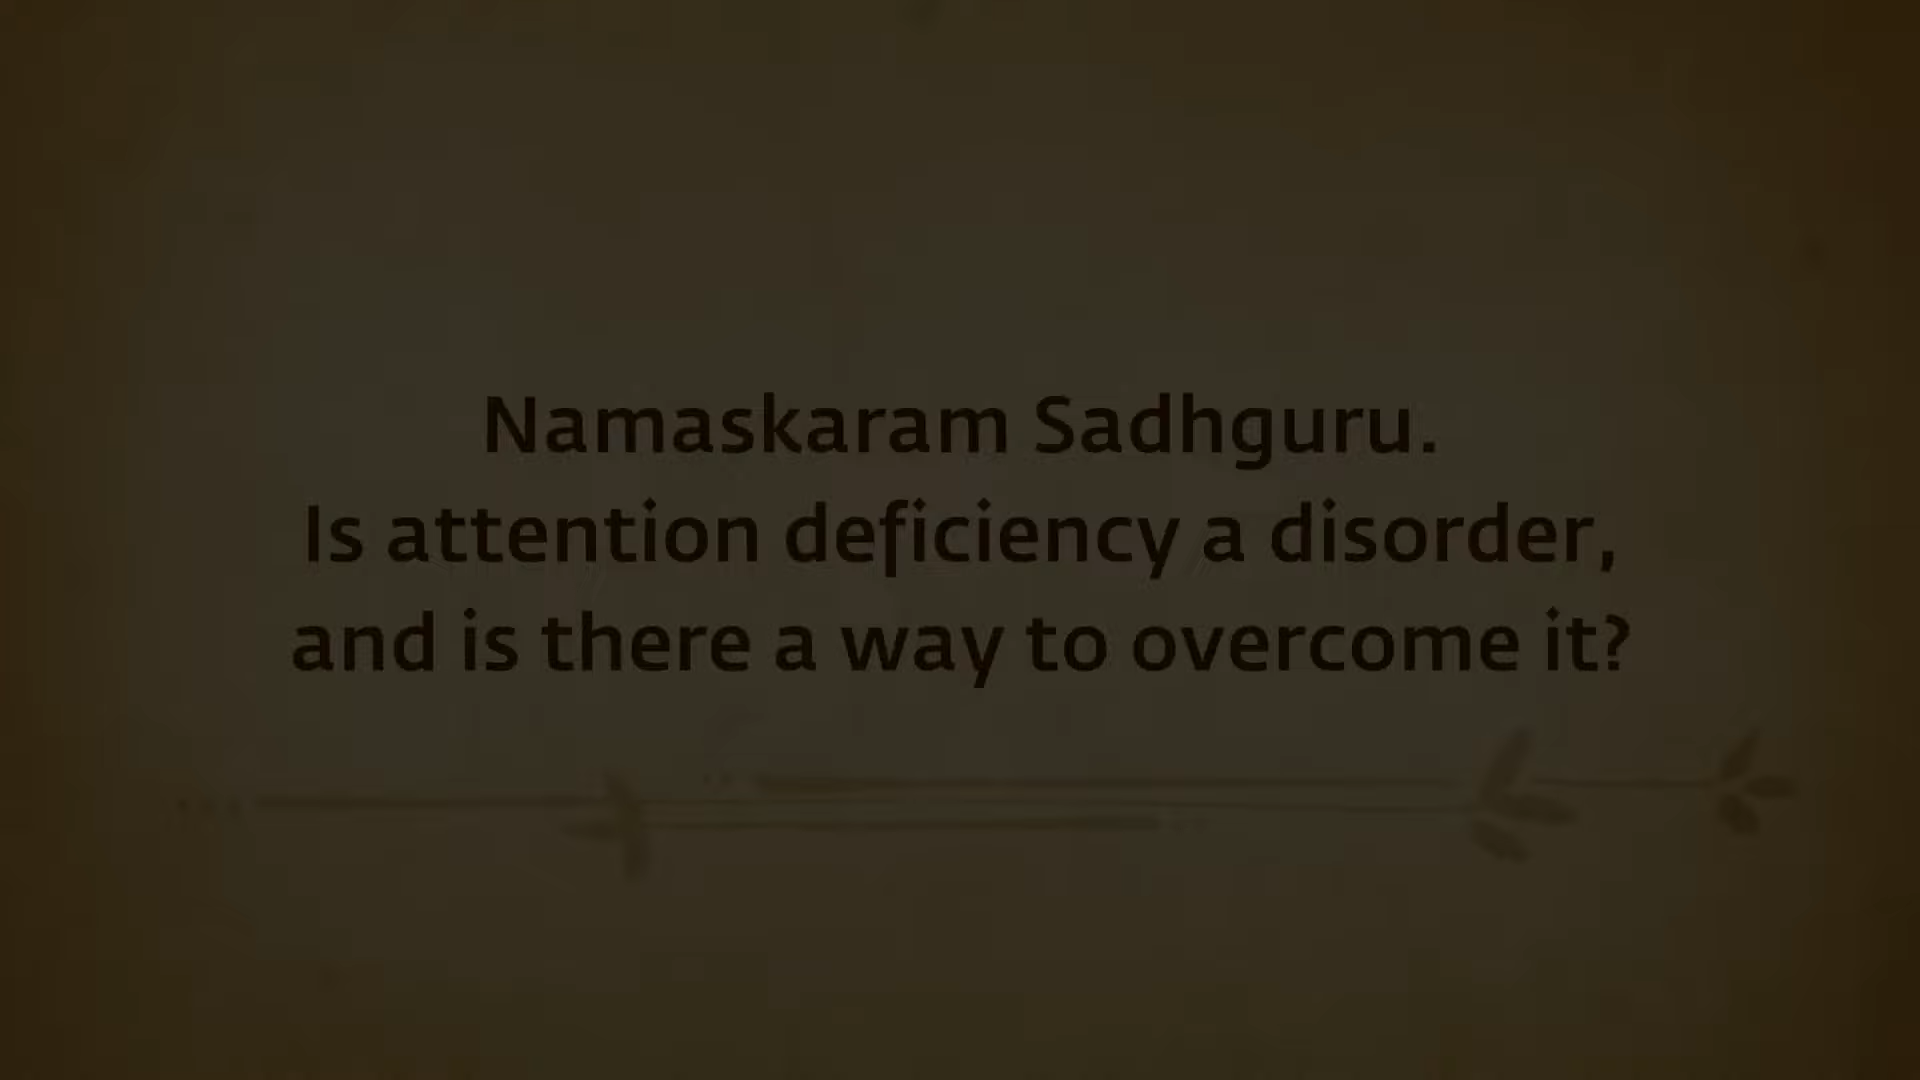 Namaskaram Sadhguru.
Is attention deficiency a disorder,
and is there a way to overcome it?